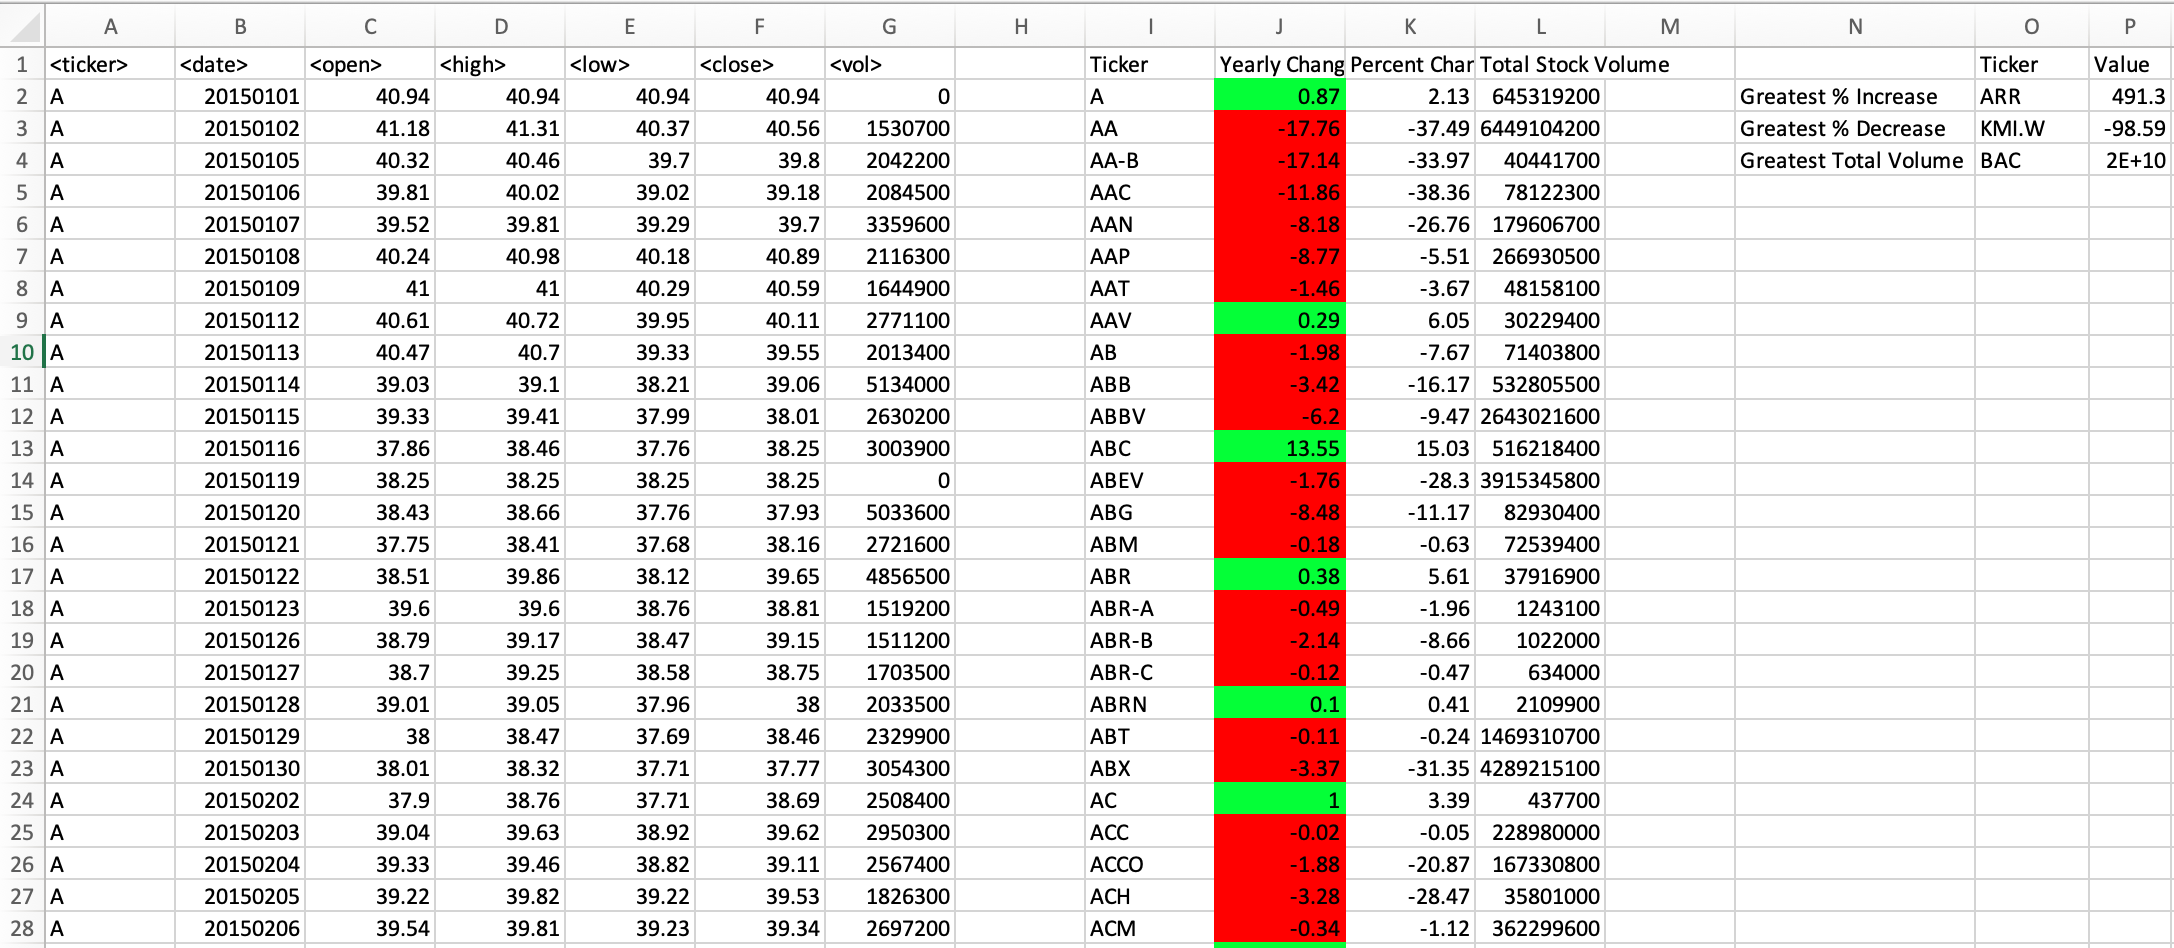 A B C D E F G H I J K L M N O P
1 <ticker> <date> <open> <high> <low> <close> <vol> Ticker Yearly Chang Percent Char Total Stock Volume Ticker Value
2 A 20150101 40.94 40.94 40.94 40.94 0 A 0.87 2.13 645319200 Greatest % Increase ARR 491.3
3 A 20150102 41.18 41.31 40.37 40.56 1530700 AA -17.76 -37.49 6449104200 Greatest % Decrease KMI.W -98.59
4 A 20150105 40.32 40.46 39.7 39.8 2042200 AA-B -17.14 -33.97 40441700 Greatest Total Volume BAC 2E+10
5 A 20150106 39.81 40.02 39.02 39.18 2084500 AAC -11.86 -38.36 78122300
6 A 20150107 39.52 39.81 39.29 39.7 3359600 AAN -8.18 -26.76 179606700
7 A 20150108 40.24 40.98 40.18 40.89 2116300 AAP -8.77 -5.51 266930500
8 A 20150109 41 41 40.29 40.59 1644900 AAT -1.46 -3.67 48158100
9 A 20150112 40.61 40.72 39.95 40.11 2771100 AAV 0.29 6.05 30229400
10 A 20150113 40.47 40.7 39.33 39.55 2013400 AB -1.98 -7.67 71403800
11 A 20150114 39.03 39.1 38.21 39.06 5134000 ABB -3.42 -16.17 532805500
12 A 20150115 39.33 39.41 37.99 38.01 2630200 ABBV -6.2 -9.47 2643021600
13 A 20150116 37.86 38.46 37.76 38.25 3003900 ABC 13.55 15.03 516218400
14 A 20150119 38.25 38.25 38.25 38.25 0 ABEV -1.76 -28.3 3915345800
15 A 20150120 38.43 38.66 37.76 37.93 5033600 ABG -8.48 -11.17 82930400
16 A 20150121 37.75 38.41 37.68 38.16 2721600 ABM -0.18 -0.63 72539400
17 A 20150122 38.51 39.86 38.12 39.65 4856500 ABR 0.38 5.61 37916900
18 A 20150123 39.6 39.6 38.76 38.81 1519200 ABR-A -0.49 -1.96 1243100
19 A 20150126 38.79 39.17 38.47 39.15 1511200 ABR-B -2.14 -8.66 1022000
20 A 20150127 38.7 39.25 38.58 38.75 1703500 ABR-C -0.12 -0.47 634000
21 A 20150128 39.01 39.05 37.96 38 2033500 ABRN 0.1 0.41 2109900
22 A 20150129 38 38.47 37.69 38.46 2329900 ABT -0.11 -0.24 1469310700
23 A 20150130 38.01 38.32 37.71 37.77 3054300 ABX -3.37 -31.35 4289215100
24 A 20150202 37.9 38.76 37.71 38.69 2508400 AC 1 3.39 437700
25 A 20150203 39.04 39.63 38.92 39.62 2950300 ACC -0.02 -0.05 228980000
26 A 20150204 39.33 39.46 38.82 39.11 2567400 ACCO -1.88 -20.87 167330800
27 A 20150205 39.22 39.82 39.22 39.53 1826300 ACH -3.28 -28.47 35801000
28 A 20150206 39.54 39.81 39.23 39.34 2697200 ACM -0.34 -1.12 362299600